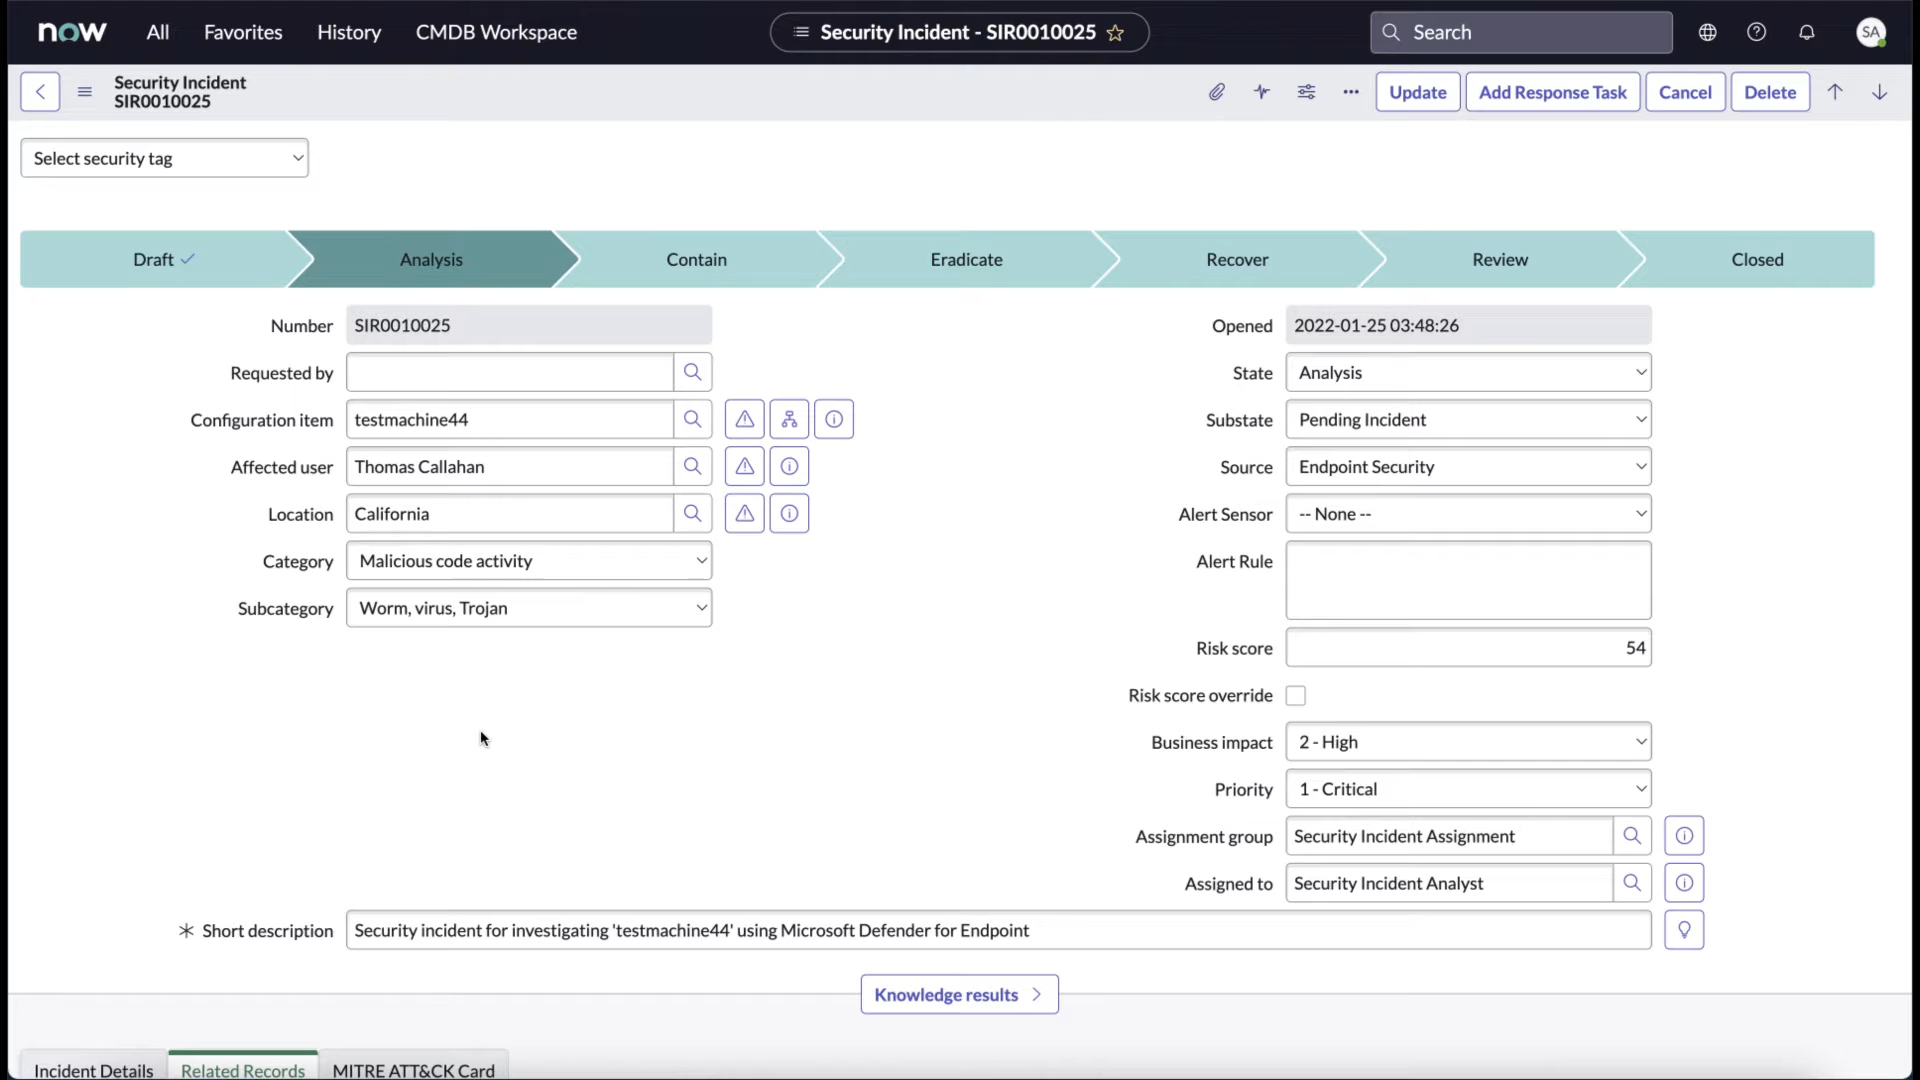 now All Favorites History CMDB Workspace Security Incident - SIR0010025 Search SA
Security Incident
SIR0010025
Update Add Response Task Cancel Delete
Select security tag
Draft Analysis Contain Eradicate Recover Review Closed
Number SIR0010025 Opened 2022-01-25 03:48:26
Requested by State Analysis
Configuration item testmachine44 Substate Pending Incident
Affected user Thomas Callahan Source Endpoint Security
Location California Alert Sensor -- None --
Category Malicious code activity Alert Rule
Subcategory Worm, virus, Trojan
Risk score 54
Risk score override
Business impact 2 - High
Priority 1 - Critical
Assignment group Security Incident Assignment
Assigned to Security Incident Analyst
Short description Security incident for investigating 'testmachine44' using Microsoft Defender for Endpoint
Knowledge results
Incident Details Related Records MITRE ATT&CK Card